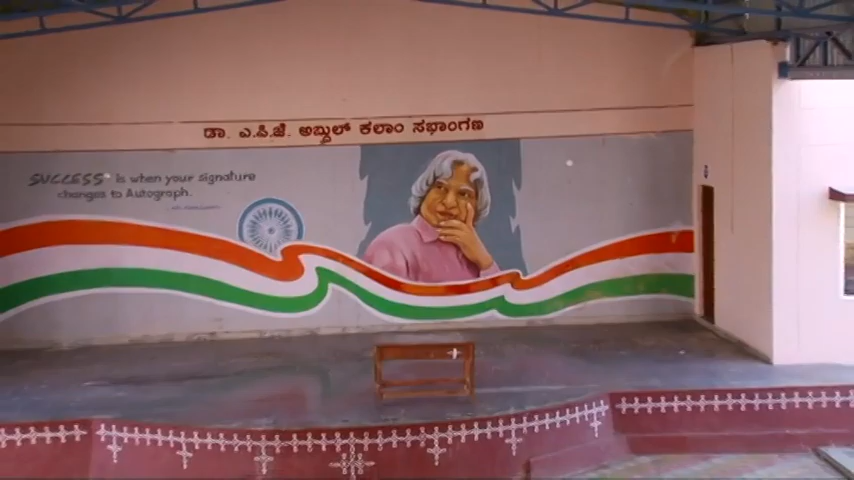 ಡಾ. ಎ.ಪಿ.ಜೆ ಅಬ್ದುಲ್ ಕಲಾಂ ಸಭಾಂಗಣ
SUCCESS is when your signature
changes to Autograph.